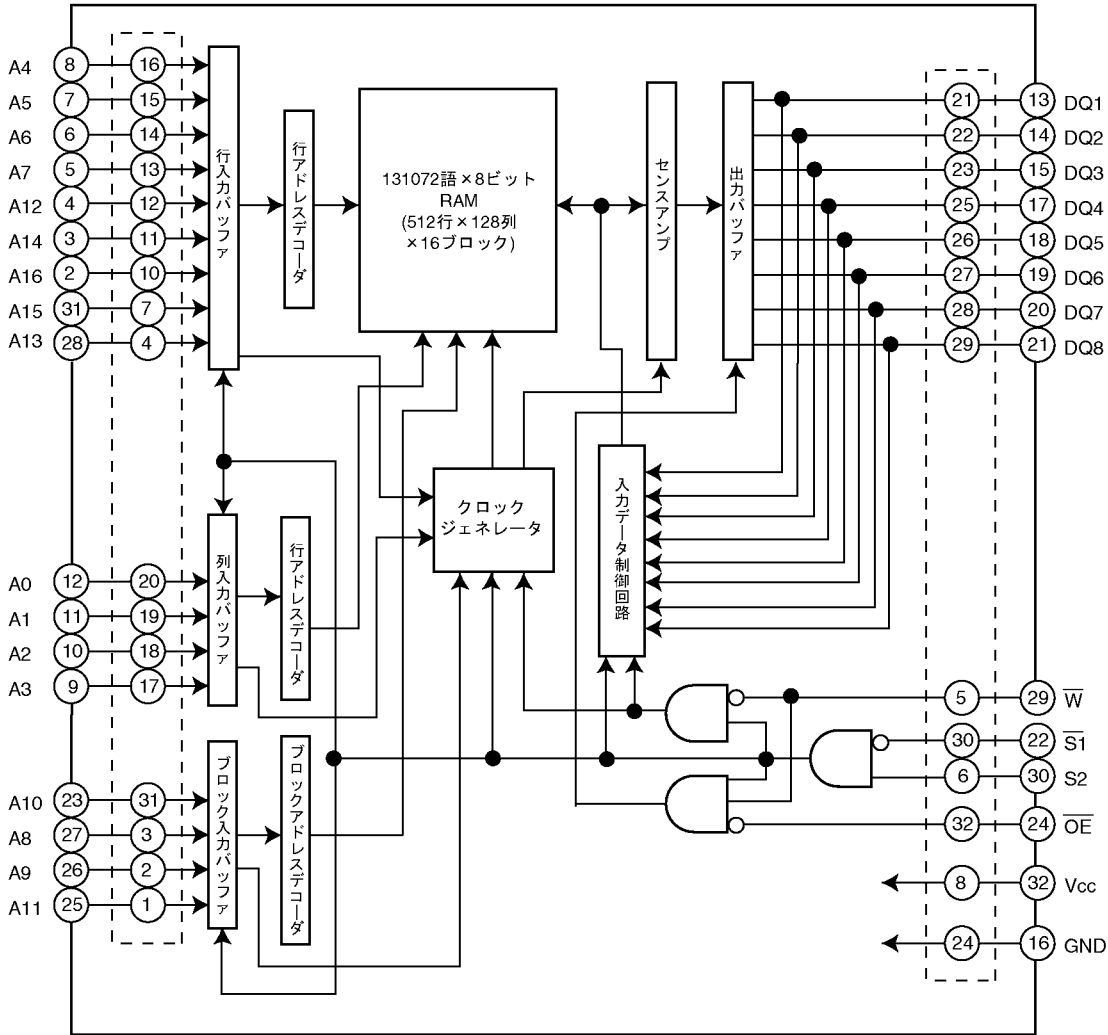 A4 8 16
A5 7 15
A6 6 14
A7 5 13
A12 4 12
A14 3 11
A16 2 10
A15 31 7
A13 28 4
行入力バッファ
行アドレスデコーダ
131072語×8ビット
RAM
(512行×128列
×16ブロック)
センスアンプ
出力バッファ
21 13 DQ1
22 14 DQ2
23 15 DQ3
25 17 DQ4
26 18 DQ5
27 19 DQ6
28 20 DQ7
29 21 DQ8
クロック
ジェネレータ
入力データ制御回路
A0 12 20
A1 11 19
A2 10 18
A3 9 17
列入力バッファ
行アドレスデコーダ
A10 23 31
A8 27 3
A9 26 2
A11 25 1
ブロック入力バッファ
ブロックアドレスデコーダ
5 29 W̅
30 22 S̅1̅
6 30 S2
32 24 O̅E̅
8 32 Vcc
24 16 GND